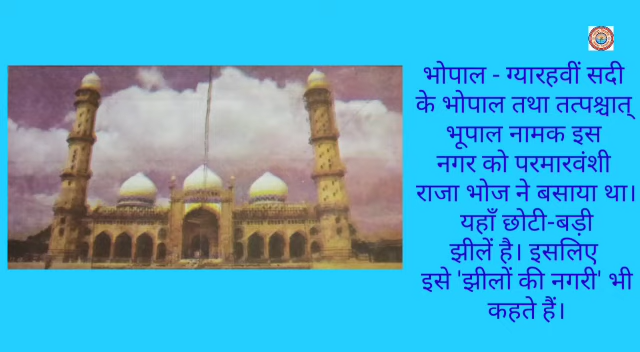 भोपाल - ग्यारहवीं सदी
के भोपाल तथा तत्पश्चात्
भूपाल नामक इस
नगर को परमारवंशी
राजा भोज ने बसाया था।
यहाँ छोटी-बड़ी
झीलें है। इसलिए
इसे 'झीलों की नगरी' भी
कहते हैं।